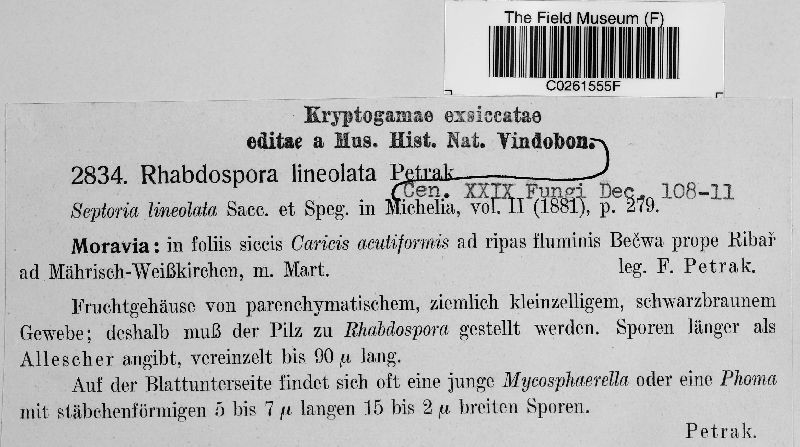 The Field Museum (F)
C0261555F
Kryptogamae exsiccatae
editae a Mus. Hist. Nat. Vindobon.
2834. Rhabdospora lineolata Petrak
Cen. XXIX Fungi Dec. 108-11
Septoria lineolata Sacc. et Speg. in Michelia, vol. II (1881), p. 279.
Moravia: in foliis siccis Caricis acutiformis ad ripas fluminis Bečwa prope Ribař
ad Mährisch-Weißkirchen, m. Mart. leg. F. Petrak.
Fruchtgehäuse von parenchymatischem, ziemlich kleinzelligem, schwarzbraunem
Gewebe; deshalb muß der Pilz zu Rhabdospora gestellt werden. Sporen länger als
Allescher angibt, vereinzelt bis 90 µ lang.
Auf der Blattunterseite findet sich oft eine junge Mycosphaerella oder eine Phoma
mit stäbchenförmigen 5 bis 7 µ langen 15 bis 2 µ breiten Sporen.
Petrak.